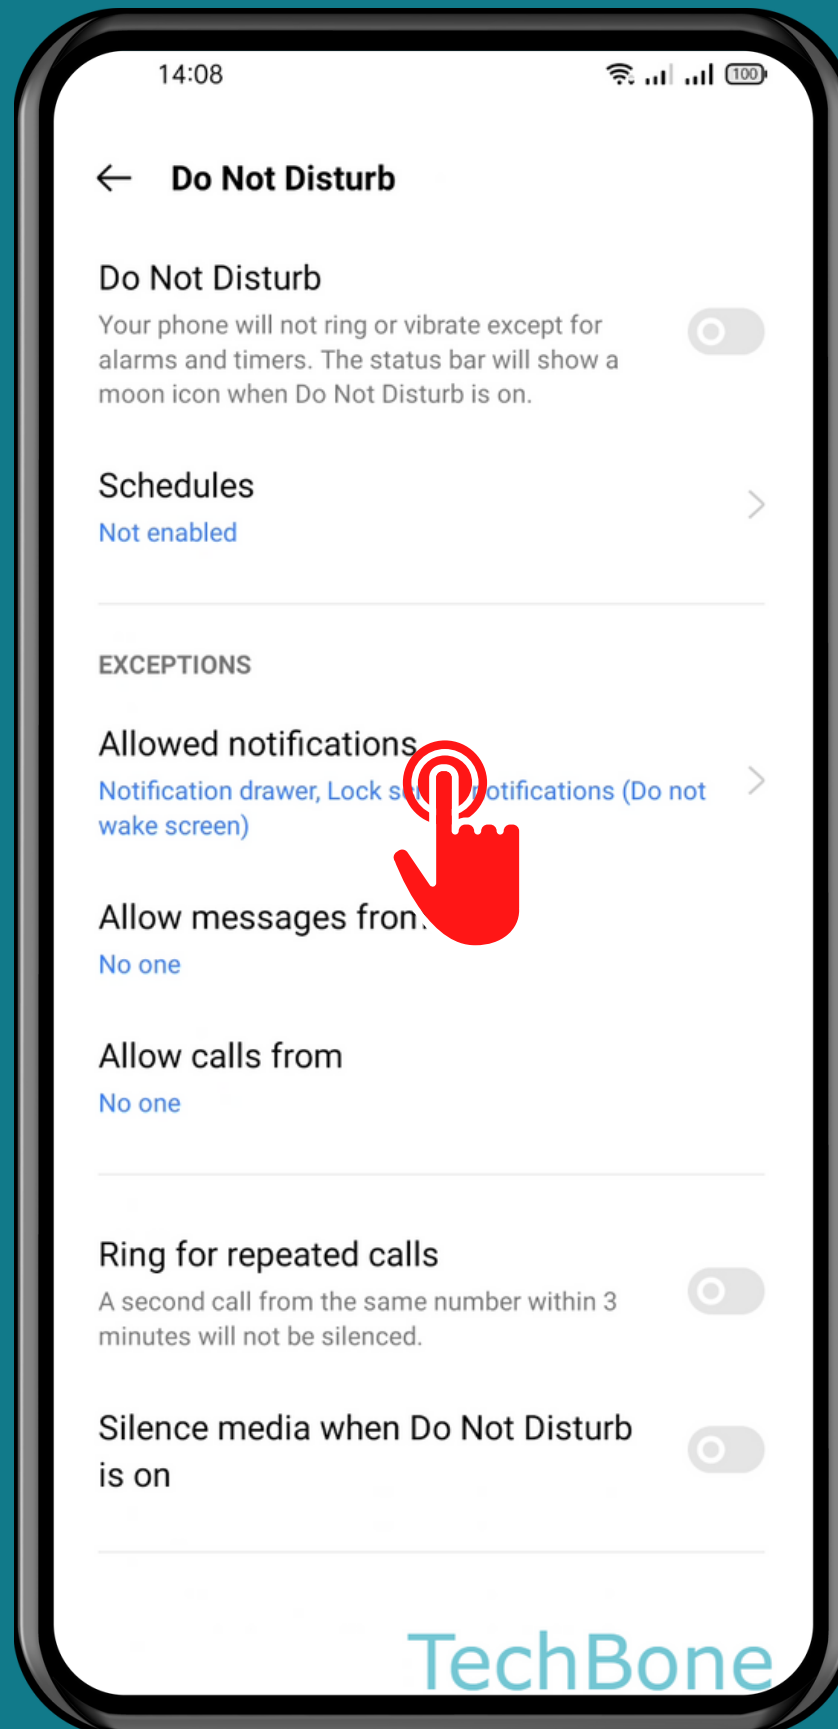 14:08
100
Do Not Disturb
Do Not Disturb
Your phone will not ring or vibrate except for
alarms and timers. The status bar will show a
moon icon when Do Not Disturb is on.
Schedules
Not enabled
EXCEPTIONS
Allowed notifications
Notification drawer, Lock notifications (Do not
wake screen)
Allow messages from
No one
Allow calls from
No one
Ring for repeated calls
A second call from the same number within 3
minutes will not be silenced.
Silence media when Do Not Disturb
is on
TechBone